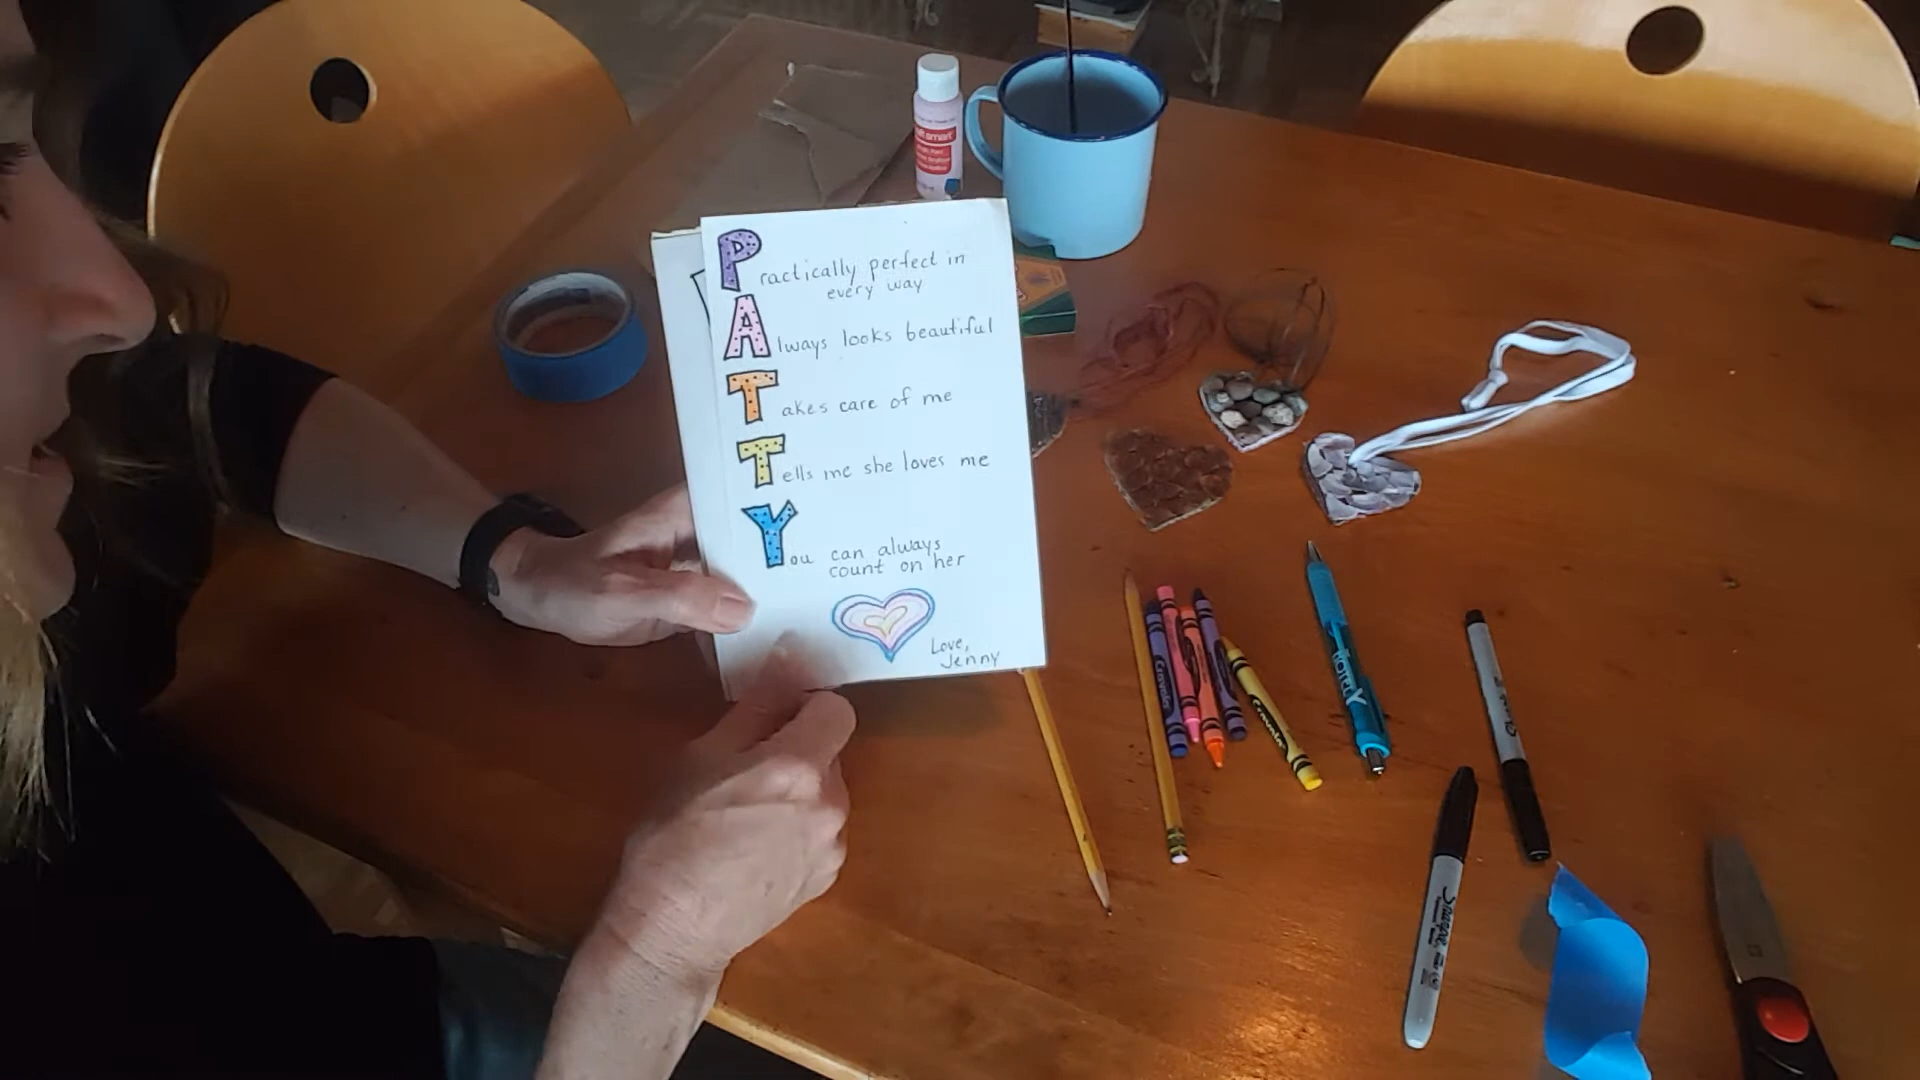 Practically perfect in
every way
Always looks beautiful
Takes care of me
Tells me she loves me
You can always
count on her
Love,
Jenny
Crayola
Crayola
HOTEL
Sharpie